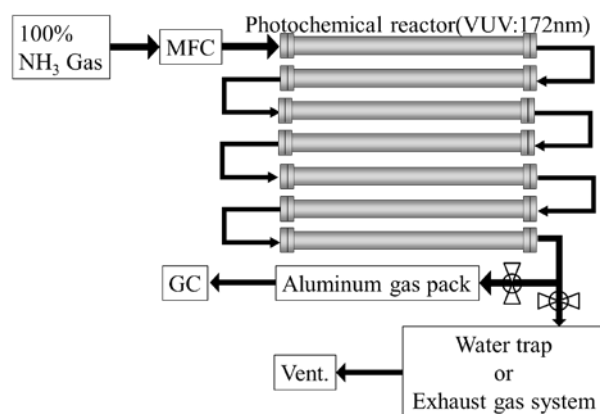 Photochemical reactor(VUV:172nm)
100%
NH₃ Gas
MFC
GC
Aluminum gas pack
Water trap
or
Exhaust gas system
Vent.